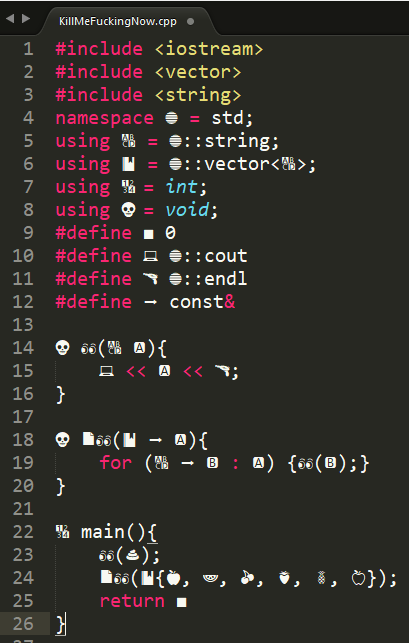 KillMeFuckingNow.cpp
1 #include <iostream>
2 #include <vector>
3 #include <string>
4 namespace 🌐 = std;
5 using 🔠 = 🌐::string;
6 using 📕 = 🌐::vector<🔠>;
7 using 🔢 = int;
8 using 💀 = void;
9 #define ■ 0
10 #define 💻 🌐::cout
11 #define 🔫 🌐::endl
12 #define → const&
13
14 💀 👀(🔠 🅰){
15 💻 << 🅰 << 🔫;
16 }
17
18 💀 📄👀(📕 → 🅰){
19 for (🔠 → 🅱 : 🅰) {👀(🅱);}
20 }
21
22 🔢 main(){
23 👀(💩);
24 📄👀(📕{🍎, 🍉, 🍒, 🍓, 🍍, 🍏});
25 return ■
26 }